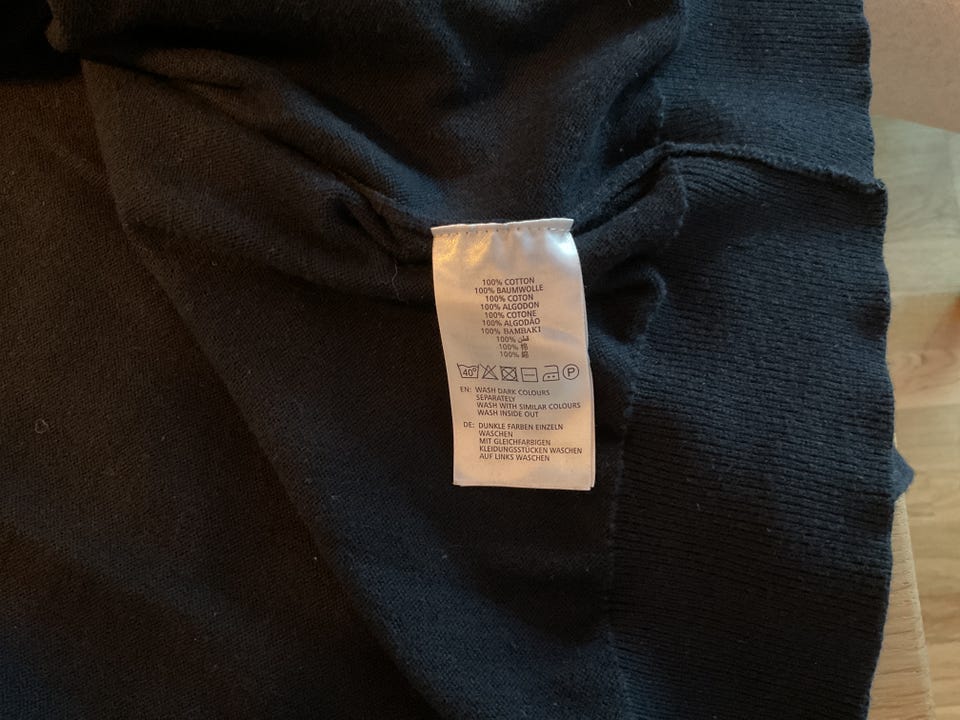 100% COTTON
100% BAUMWOLLE
100% COTON
100% ALGODON
100% COTONE
100% ALGODÃO
100% BAMBAKI
100% قطن
100% 棉
100% 綿
40° P
EN: WASH DARK COLOURS
SEPARATELY
WASH WITH SIMILAR COLOURS
WASH INSIDE OUT
DE: DUNKLE FARBEN EINZELN
WASCHEN
MIT GLEICHFARBIGEN
KLEIDUNGSSTÜCKEN WASCHEN
AUF LINKS WASCHEN